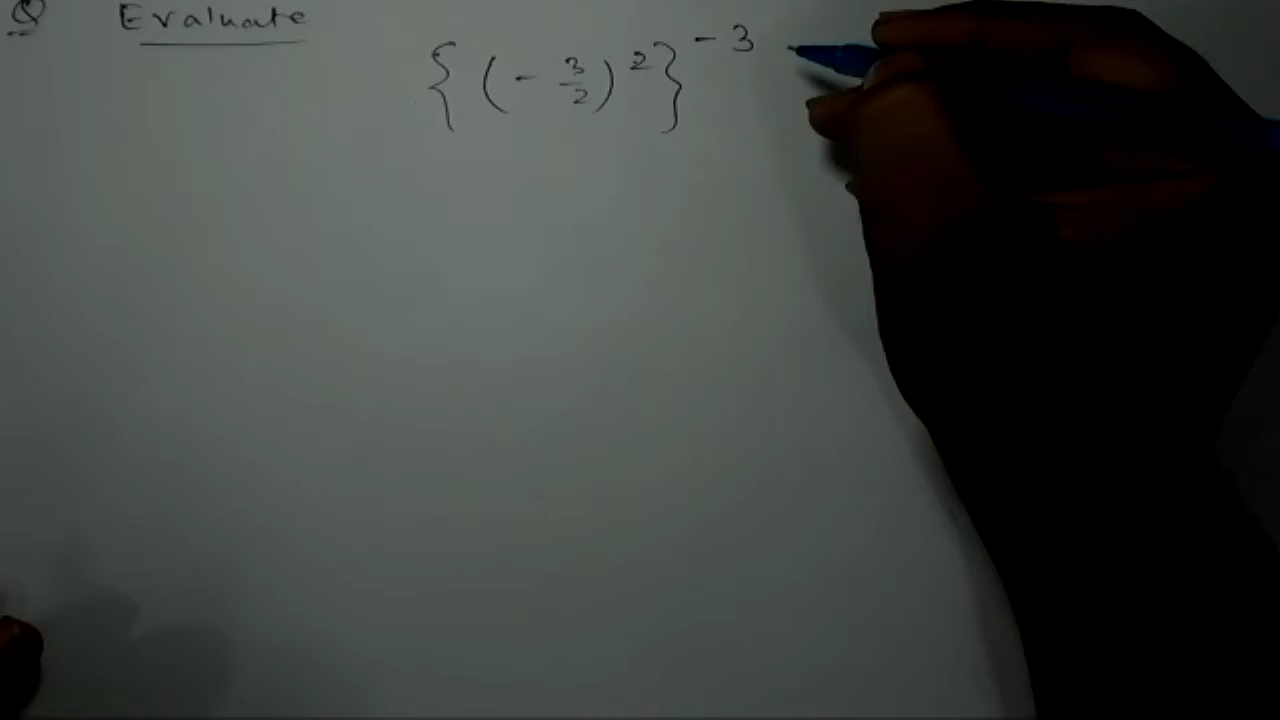 Q Evaluate
{(- 3/2)²}⁻³